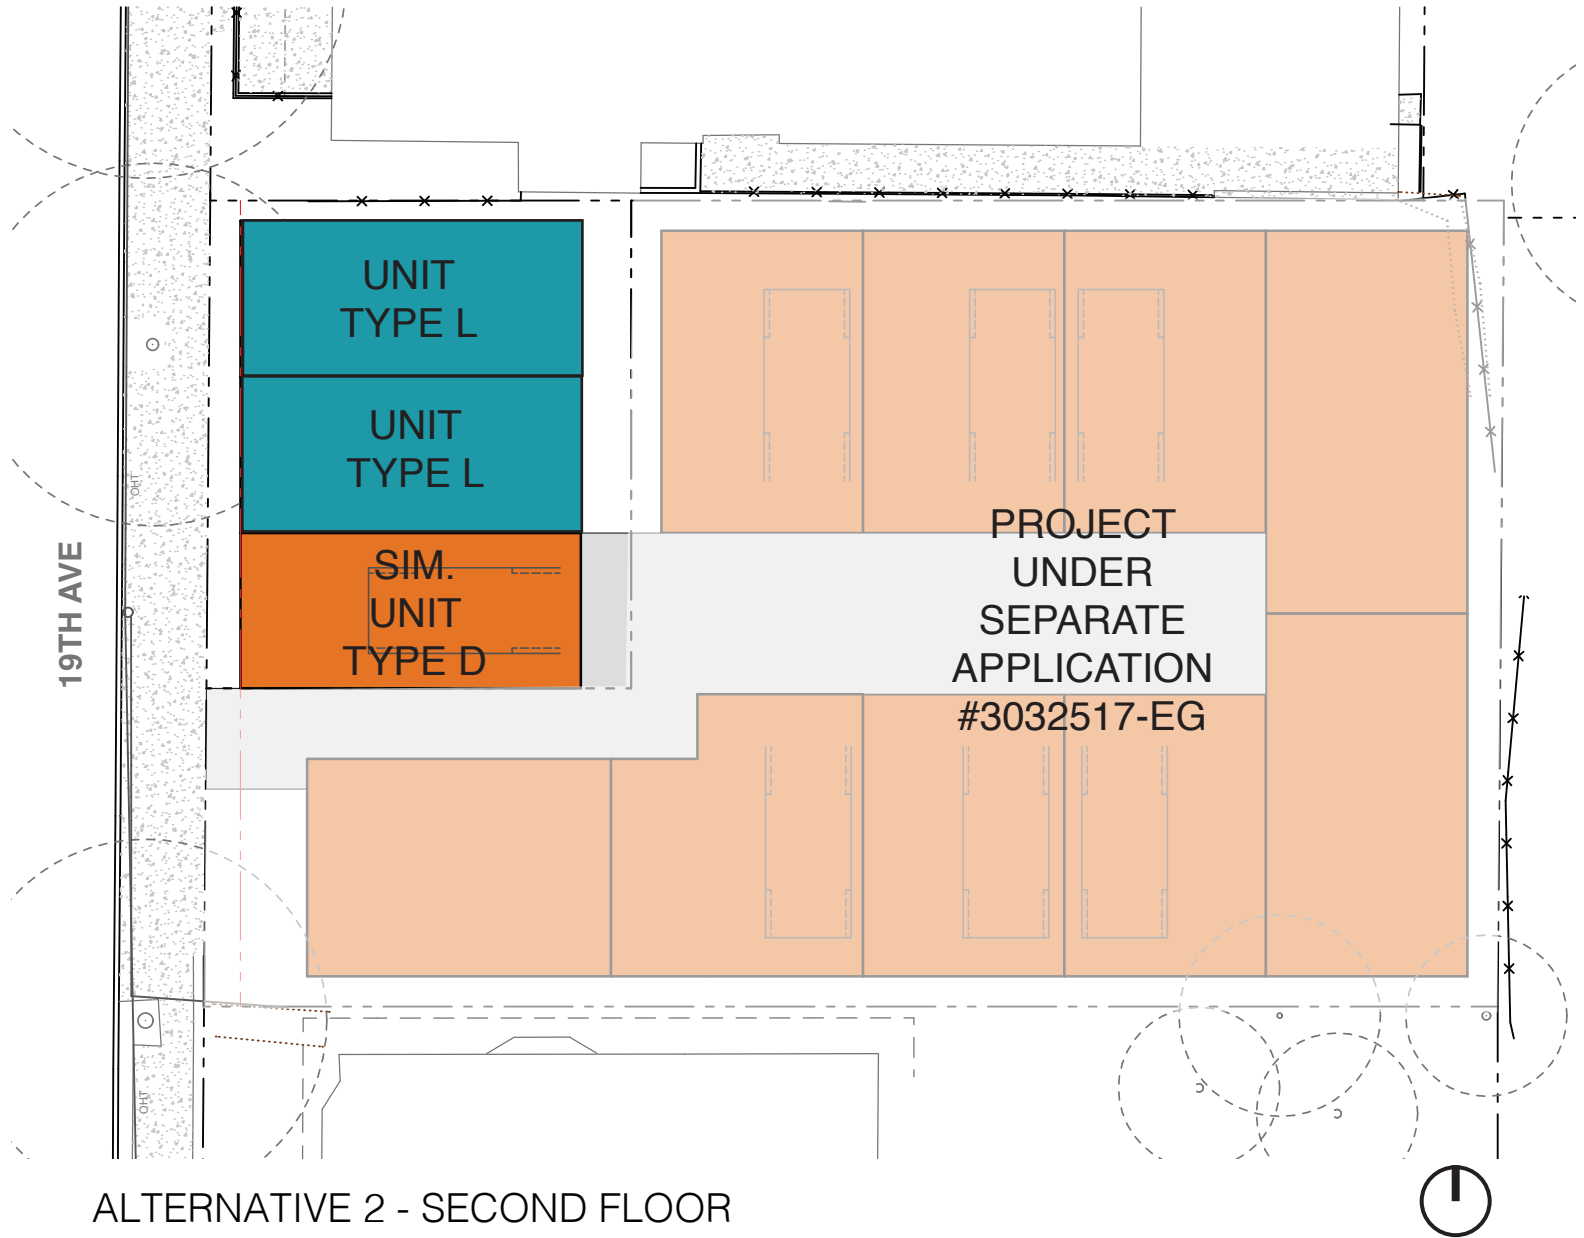 UNIT
TYPE L
UNIT
TYPE L
SIM.
UNIT
TYPE D
PROJECT
UNDER
SEPARATE
APPLICATION
#3032517-EG
19TH AVE
OHT
OHT
ALTERNATIVE 2 - SECOND FLOOR